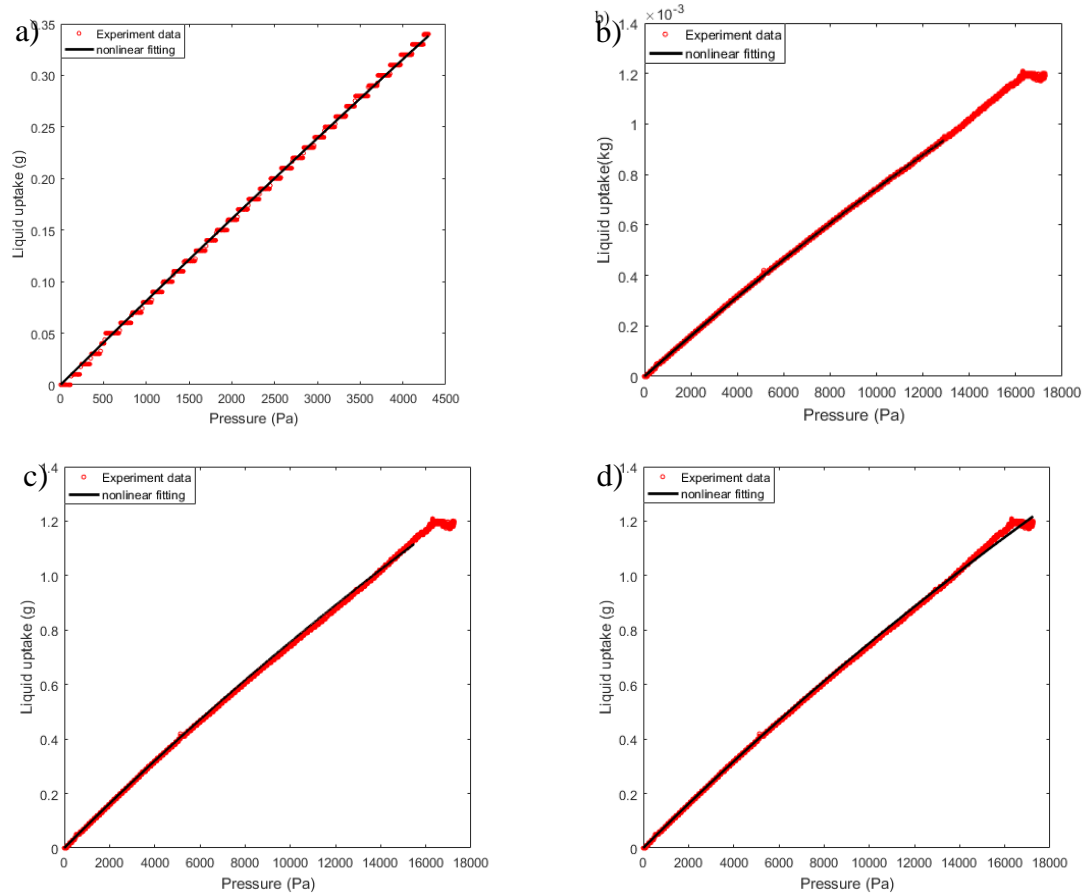 a)
Experiment data
nonlinear fitting
0.35
0.30
0.25
0.20
0.15
0.10
0.05
0
Liquid uptake (g)
0 500 1000 1500 2000 2500 3000 3500 4000 4500
Pressure (Pa)
b)
b)
1.4 ×10-3
Experiment data
nonlinear fitting
1.2
1
0.8
0.6
0.4
0.2
0
Liquid uptake(kg)
0 2000 4000 6000 8000 10000 12000 14000 16000 18000
Pressure (Pa)
c)
1.4
Experiment data
nonlinear fitting
1.2
1.0
0.8
0.6
0.4
0.2
0
Liquid uptake (g)
0 2000 4000 6000 8000 10000 12000 14000 16000 18000
Pressure (Pa)
d)
1.4
Experiment data
nonlinear fitting
1.2
1.0
0.8
0.6
0.4
0.2
0
Liquid uptake (g)
0 2000 4000 6000 8000 10000 12000 14000 16000 18000
Pressure (Pa)